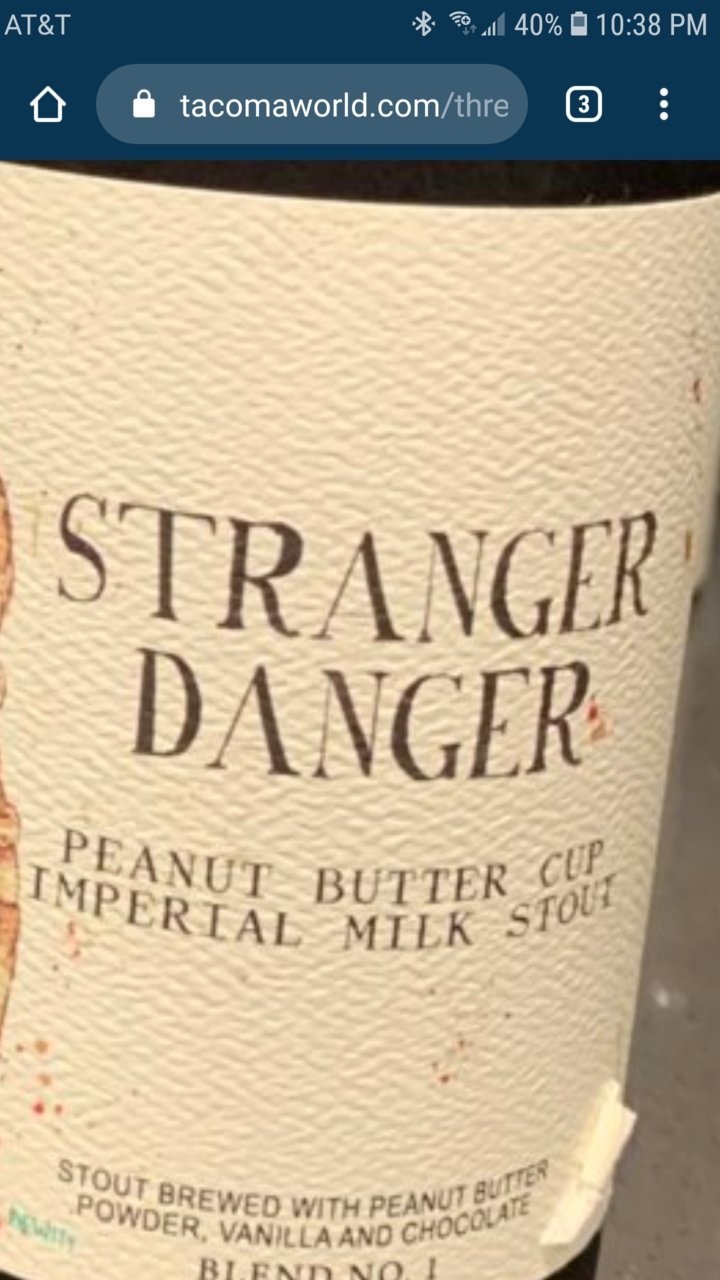 AT&T 40% 10:38 PM
tacomaworld.com/thre 3
STRANGER
DANGER
PEANUT BUTTER CUP
IMPERIAL MILK STOUT
STOUT BREWED WITH PEANUT BUTTER
POWDER, VANILLA AND CHOCOLATE
BLEND NO. 1